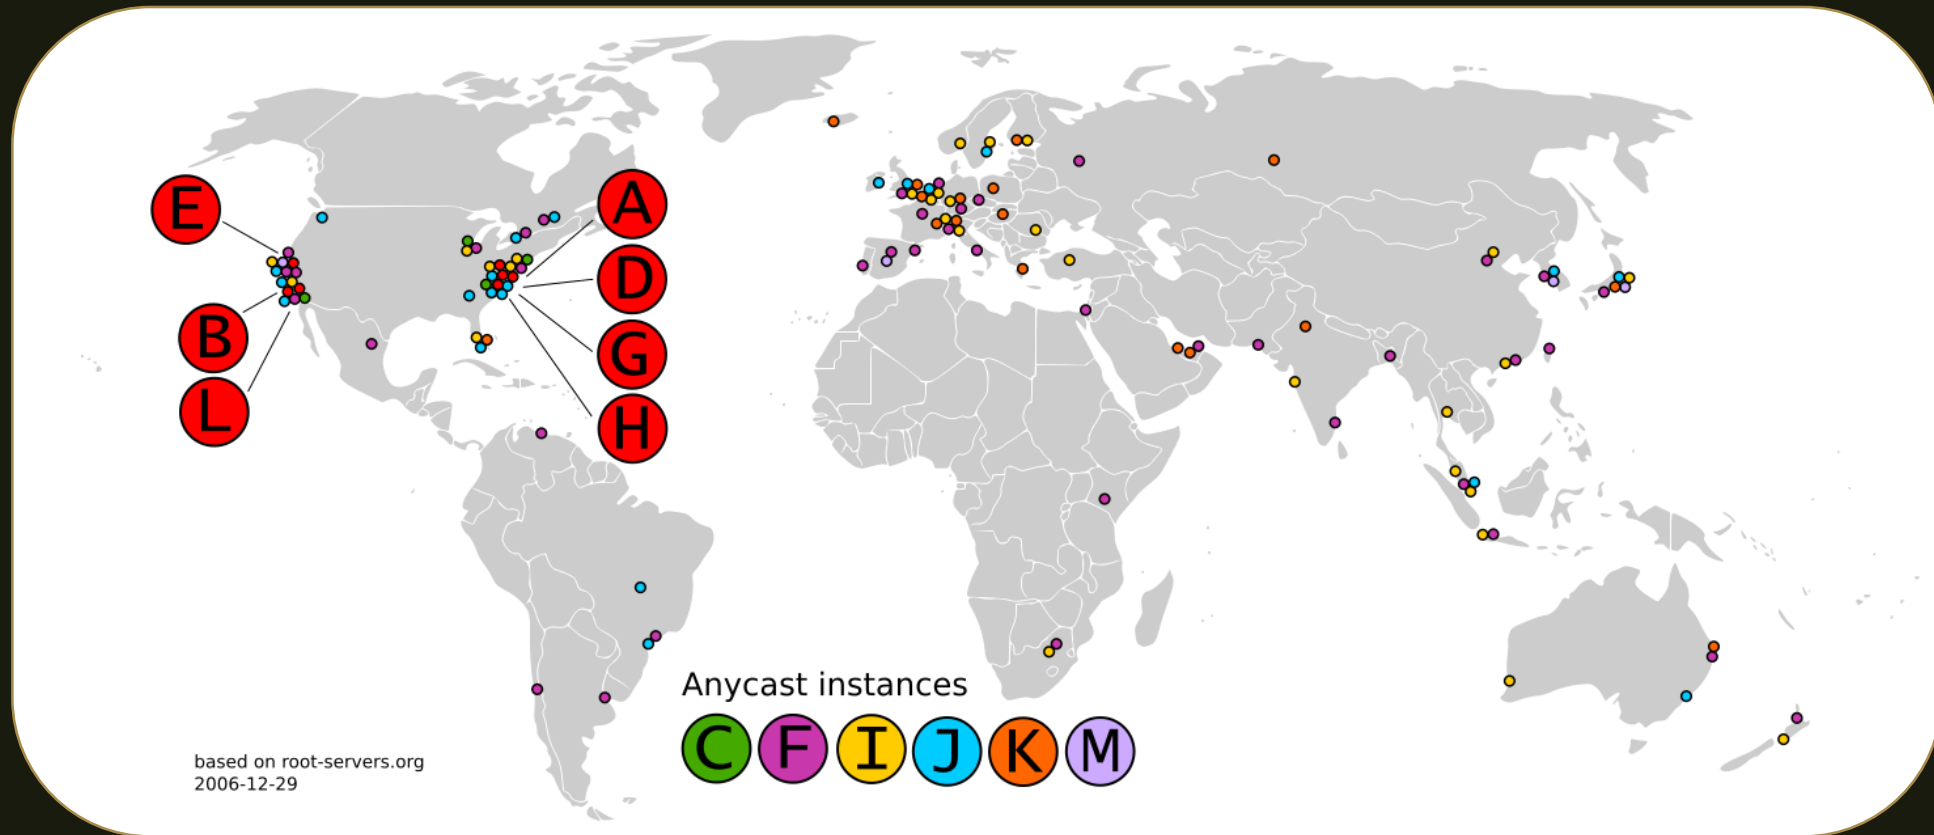 E
B
L
A
D
G
H
Anycast instances
C F I J K M
based on root-servers.org
2006-12-29